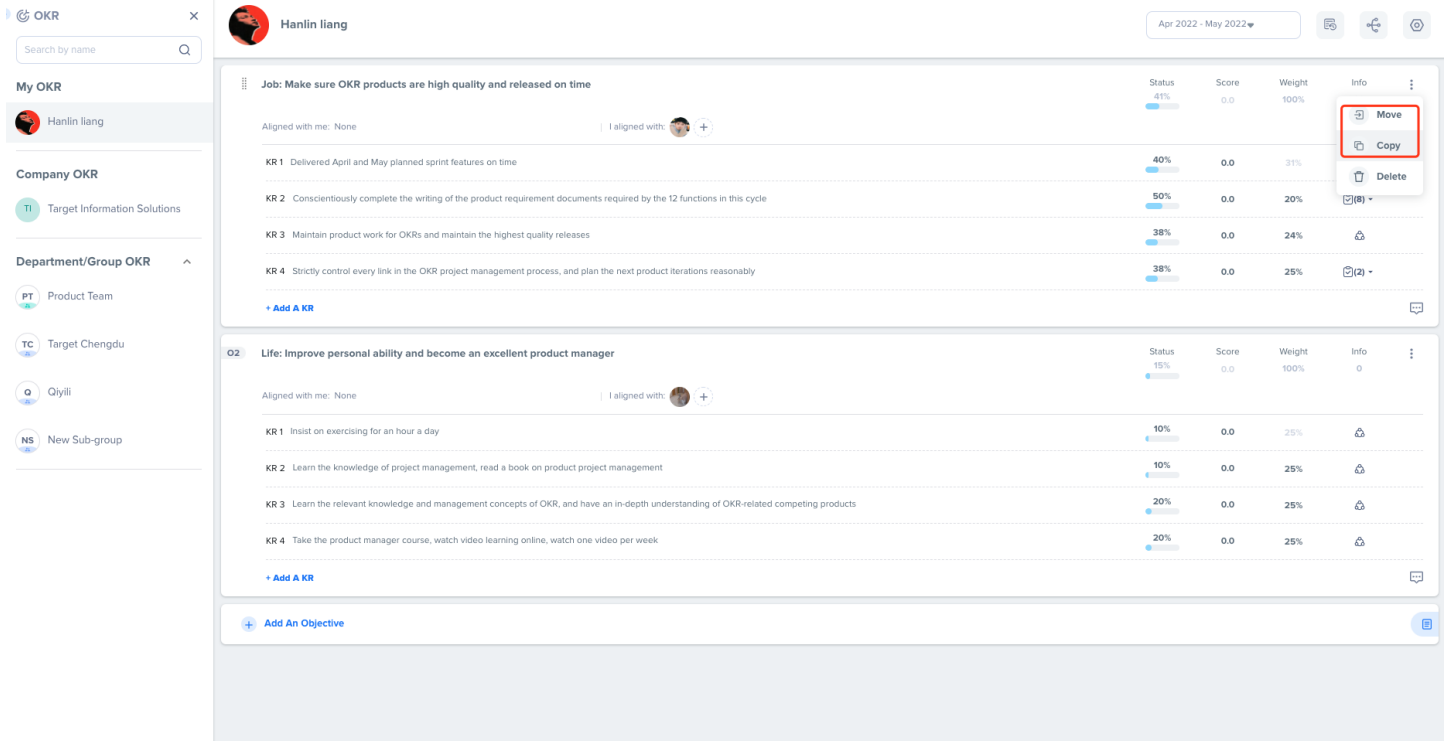 OKR
Search by name
My OKR
Hanlin liang
Company OKR
TI Target Information Solutions
Department/Group OKR
PT Product Team
TC Target Chengdu
Q Qiyili
NS New Sub-group
Hanlin liang
Apr 2022 - May 2022
Job: Make sure OKR products are high quality and released on time Status Score Weight Info
41% 0.0 100%
Move
Copy
Delete
Aligned with me: None I aligned with:
KR 1 Delivered April and May planned sprint features on time 40% 0.0 31%
KR 2 Conscientiously complete the writing of the product requirement documents required by the 12 functions in this cycle 50% 0.0 20% (8)
KR 3 Maintain product work for OKRs and maintain the highest quality releases 38% 0.0 24%
KR 4 Strictly control every link in the OKR project management process, and plan the next product iterations reasonably 38% 0.0 25% (2)
+ Add A KR
O2 Life: Improve personal ability and become an excellent product manager Status Score Weight Info
15% 0.0 100% 0
Aligned with me: None I aligned with:
KR 1 Insist on exercising for an hour a day 10% 0.0 25%
KR 2 Learn the knowledge of project management, read a book on product project management 10% 0.0 25%
KR 3 Learn the relevant knowledge and management concepts of OKR, and have an in-depth understanding of OKR-related competing products 20% 0.0 25%
KR 4 Take the product manager course, watch video learning online, watch one video per week 20% 0.0 25%
+ Add A KR
+ Add An Objective